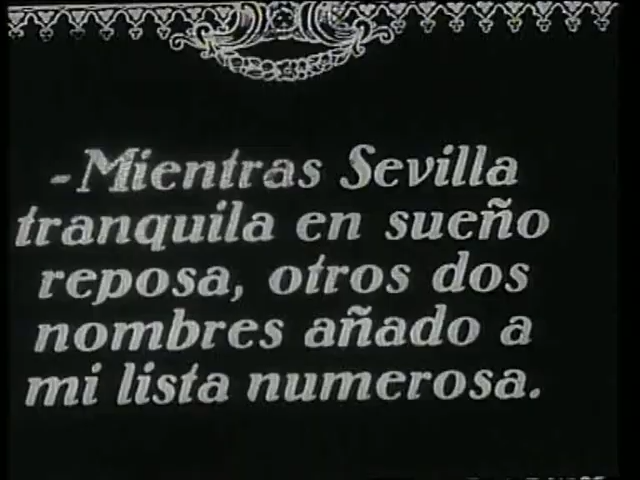 -Mientras Sevilla
tranquila en sueño
reposa, otros dos
nombres añado a
mi lista numerosa.